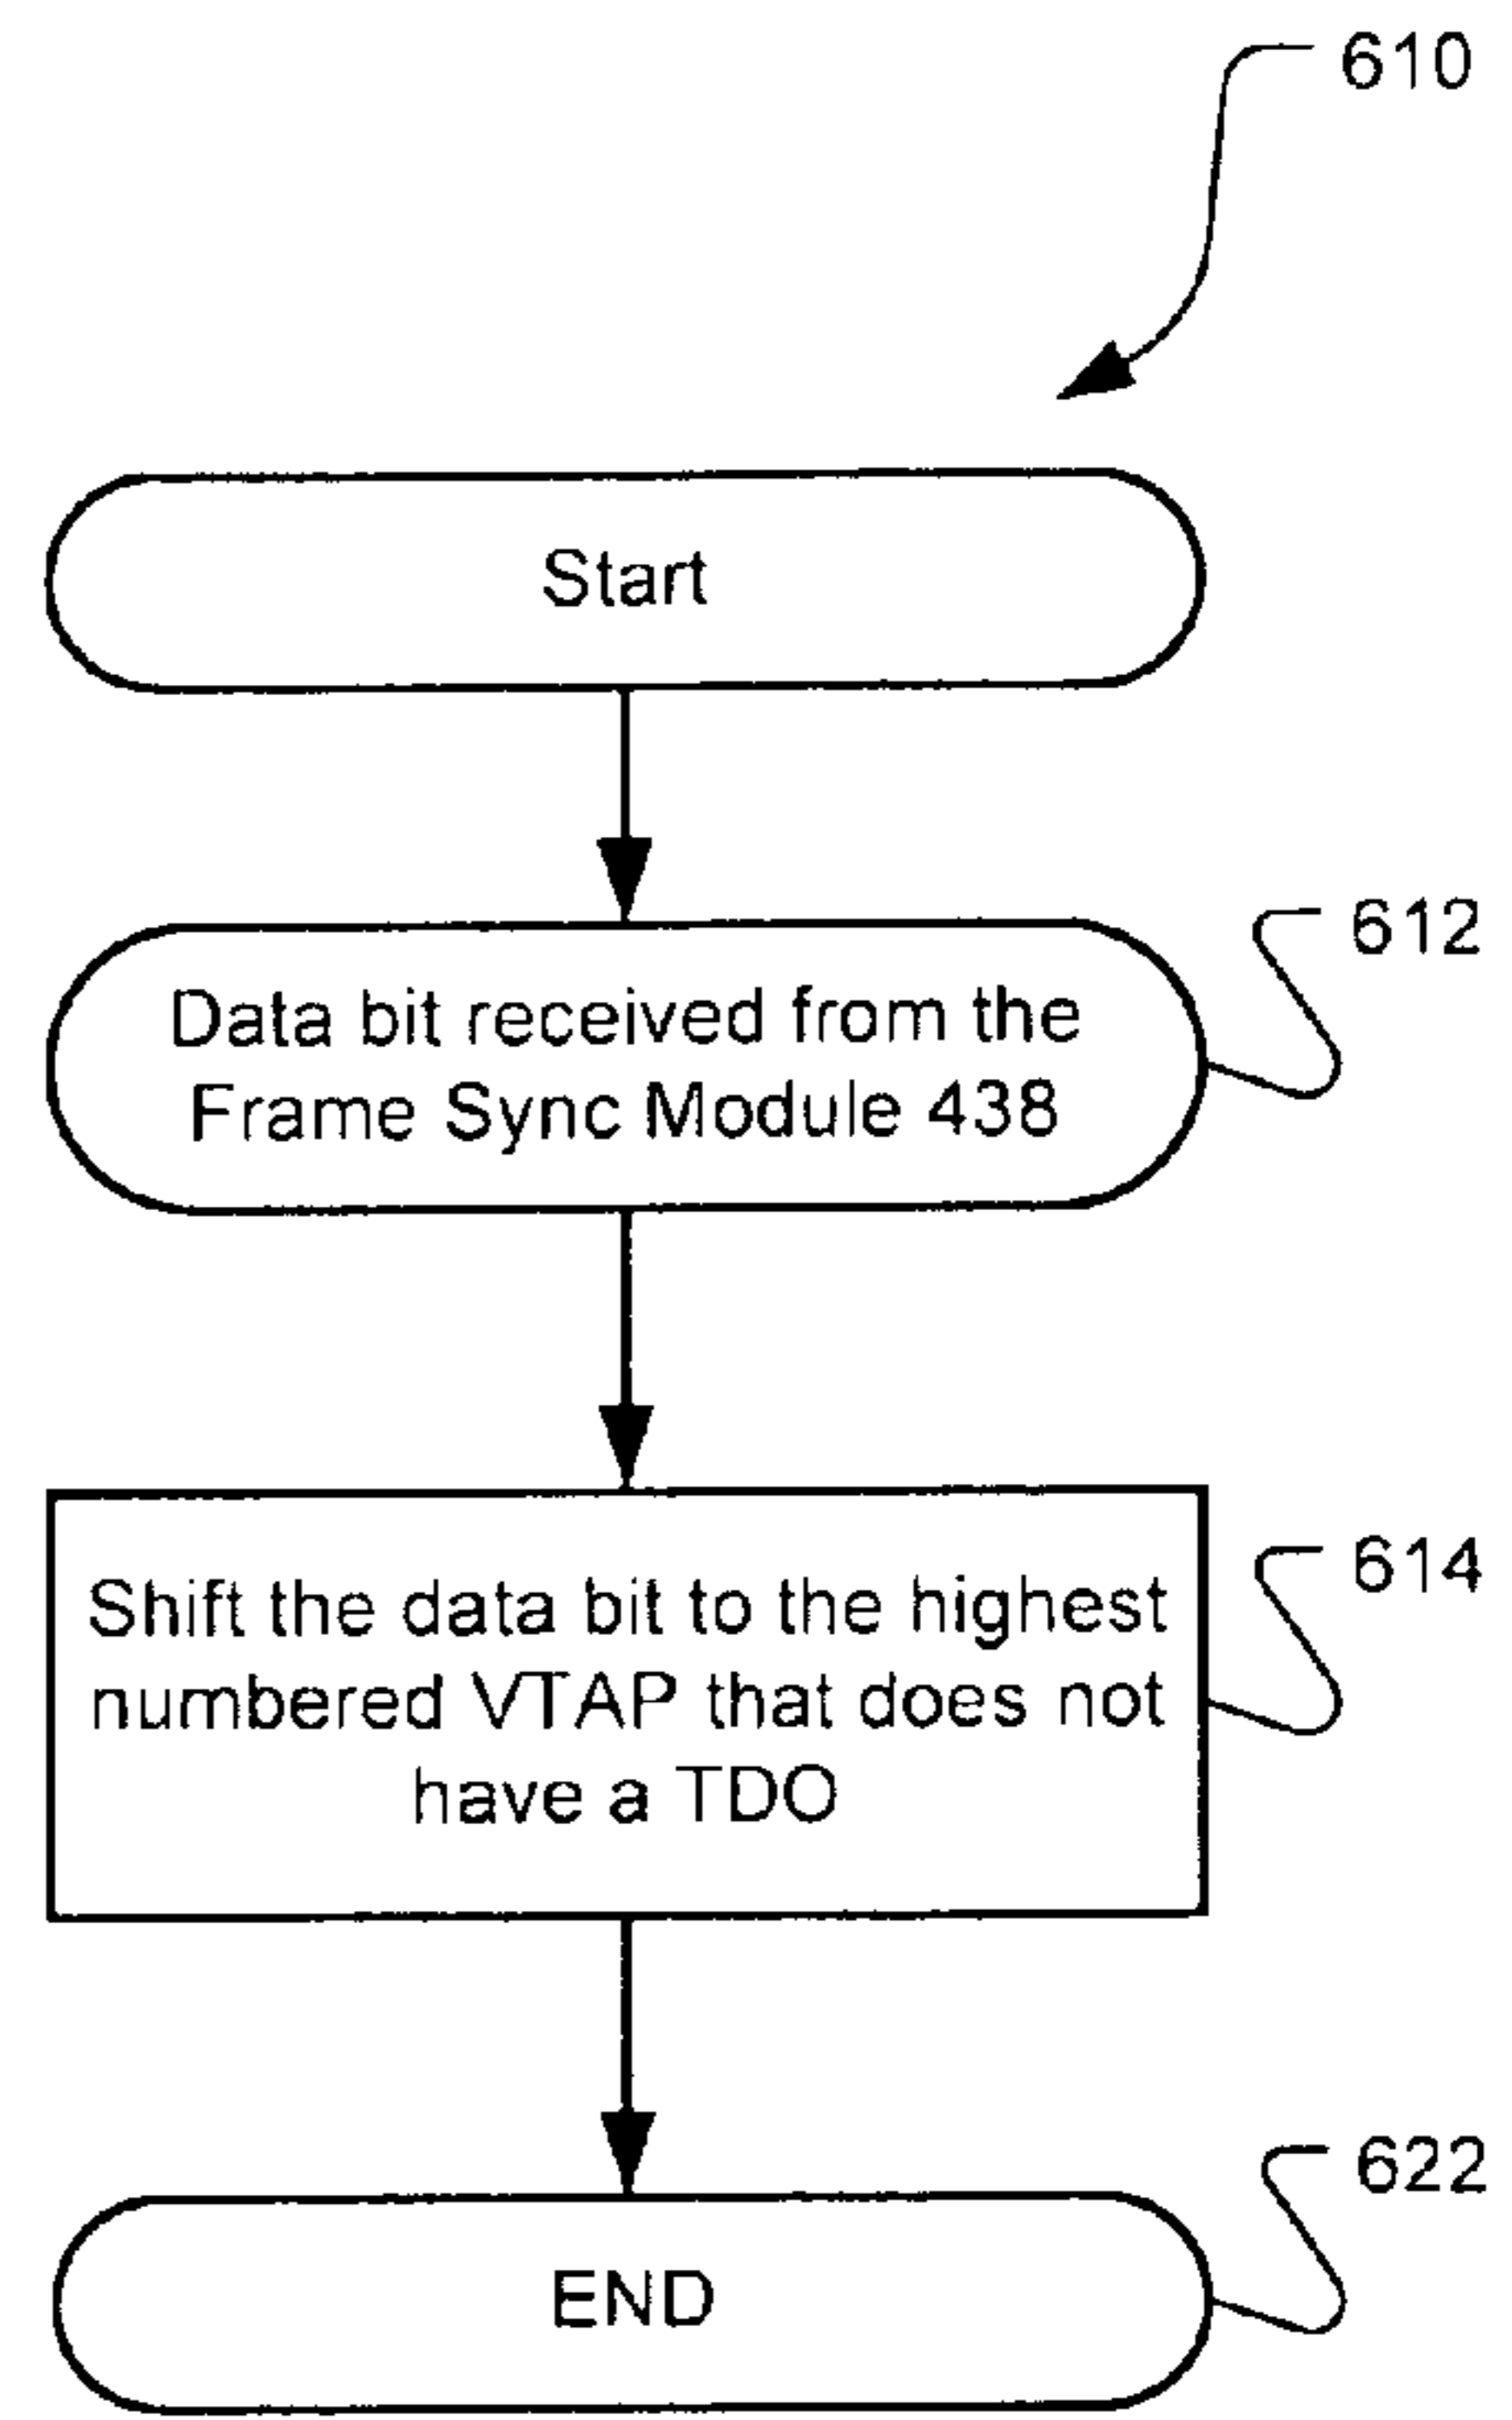 610
Start
612
Data bit received from the
Frame Sync Module 438
614
Shift the data bit to the highest
numbered VTAP that does not
have a TDO
622
END